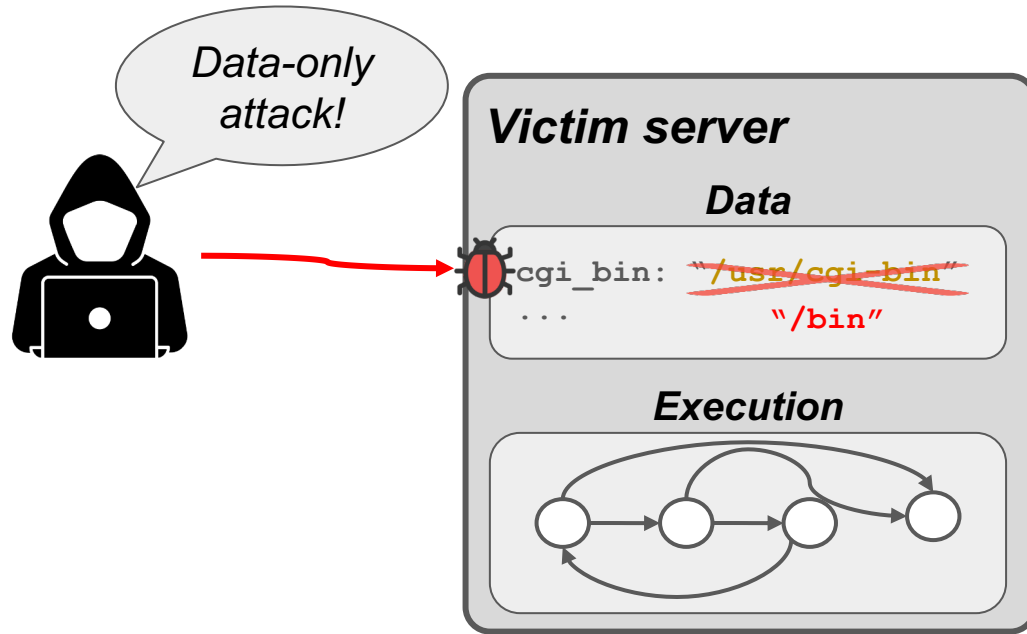 Data-only
attack!
Victim server
Data
cgi_bin: “/usr/cgi-bin”
... “/bin”
Execution